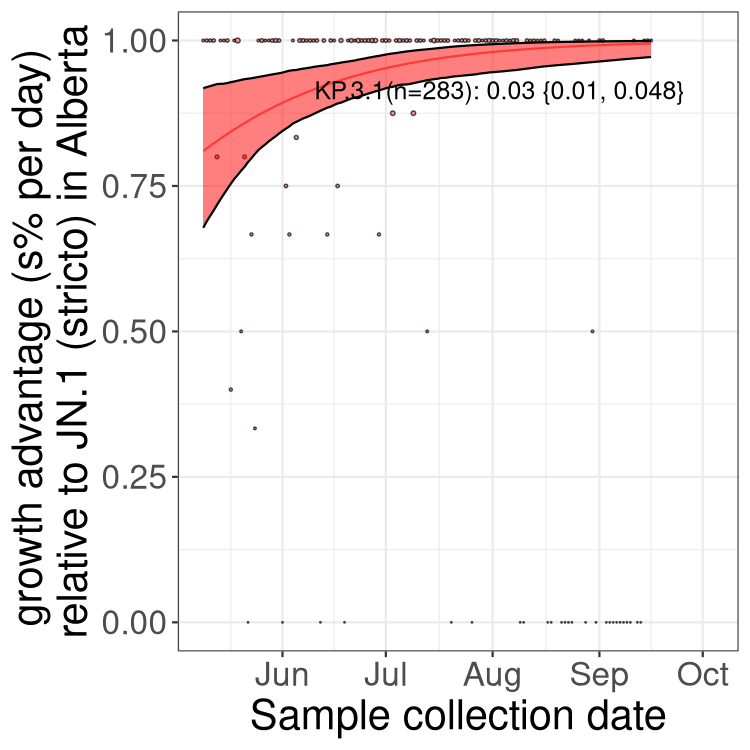 growth advantage (s% per day)
relative to JN.1 (stricto) in Alberta
1.00
0.75
0.50
0.25
0.00
KP.3.1(n=283): 0.03 {0.01, 0.048}
Jun Jul Aug Sep Oct
Sample collection date